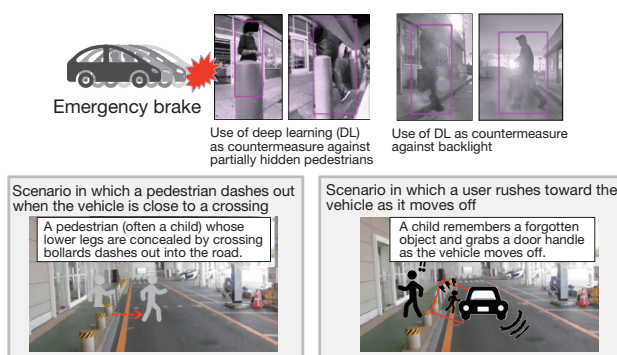 Emergency brake
Use of deep learning (DL)
as countermeasure against
partially hidden pedestrians
Use of DL as countermeasure
against backlight
Scenario in which a pedestrian dashes out
when the vehicle is close to a crossing
A pedestrian (often a child) whose
lower legs are concealed by crossing
bollards dashes out into the road.
Scenario in which a user rushes toward the
vehicle as it moves off
A child remembers a forgotten
object and grabs a door handle
as the vehicle moves off.
!!